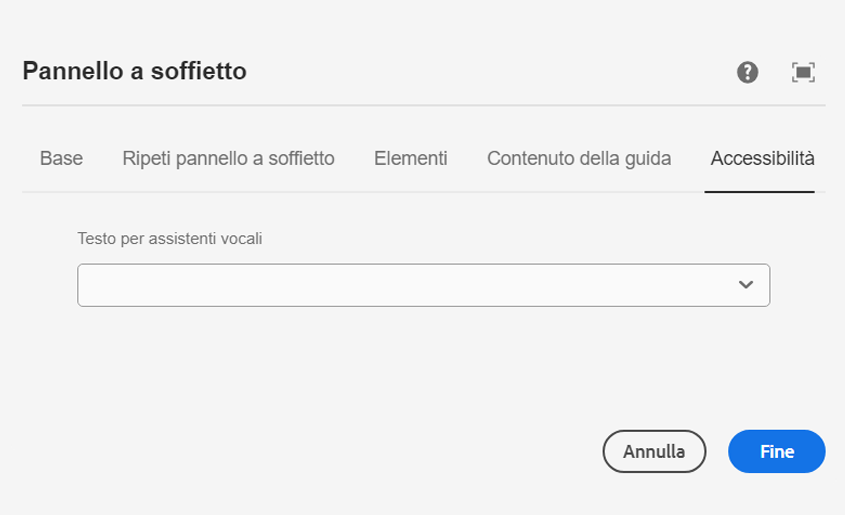 Pannello a soffietto
Base Ripeti pannello a soffietto Elementi Contenuto della guida Accessibilità
Testo per assistenti vocali
Annulla Fine